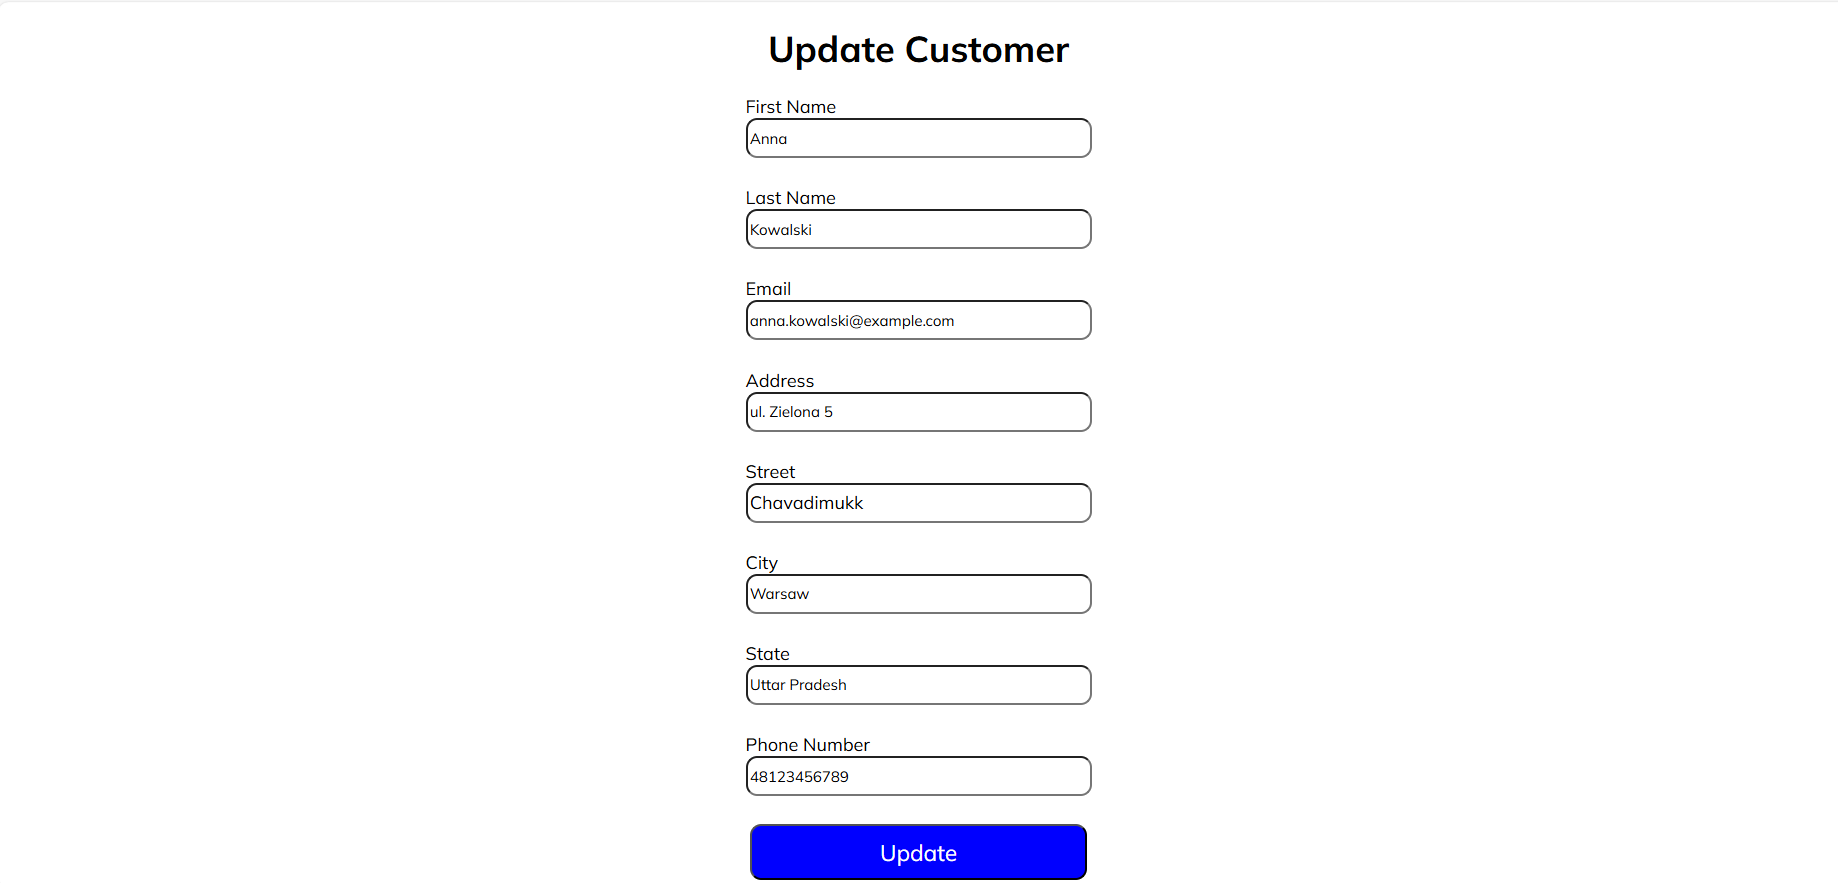 Update Customer
First Name
Anna
Last Name
Kowalski
Email
anna.kowalski@example.com
Address
ul. Zielona 5
Street
Chavadimukk
City
Warsaw
State
Uttar Pradesh
Phone Number
48123456789
Update